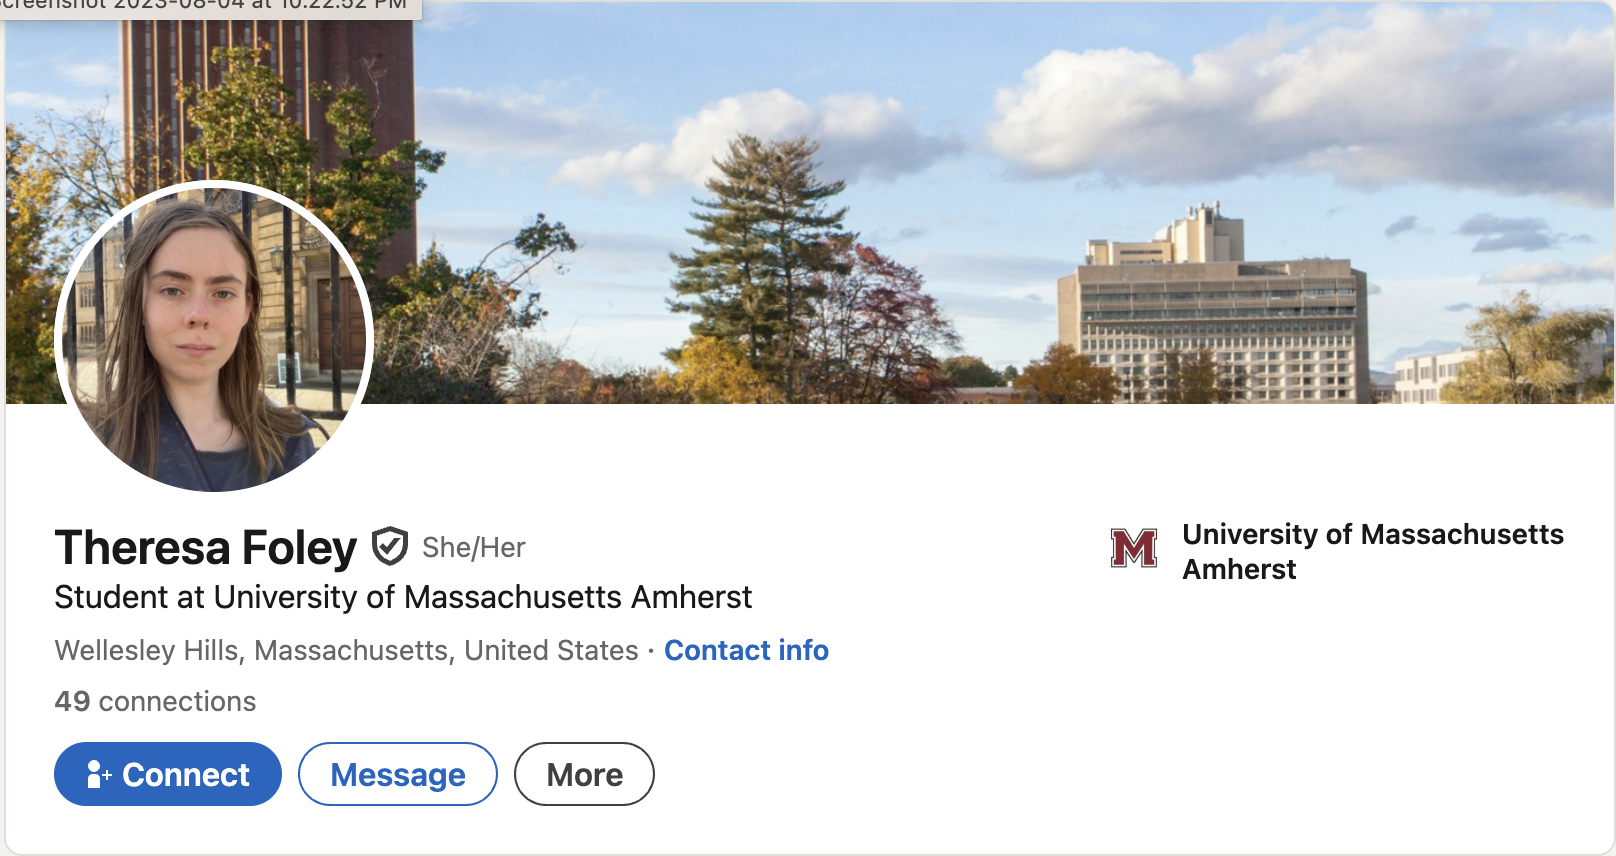 Screenshot 2023-08-04 at 10.22.52 PM
Theresa Foley She/Her
Student at University of Massachusetts Amherst
Wellesley Hills, Massachusetts, United States · Contact info
49 connections
Connect Message More
M University of Massachusetts
Amherst